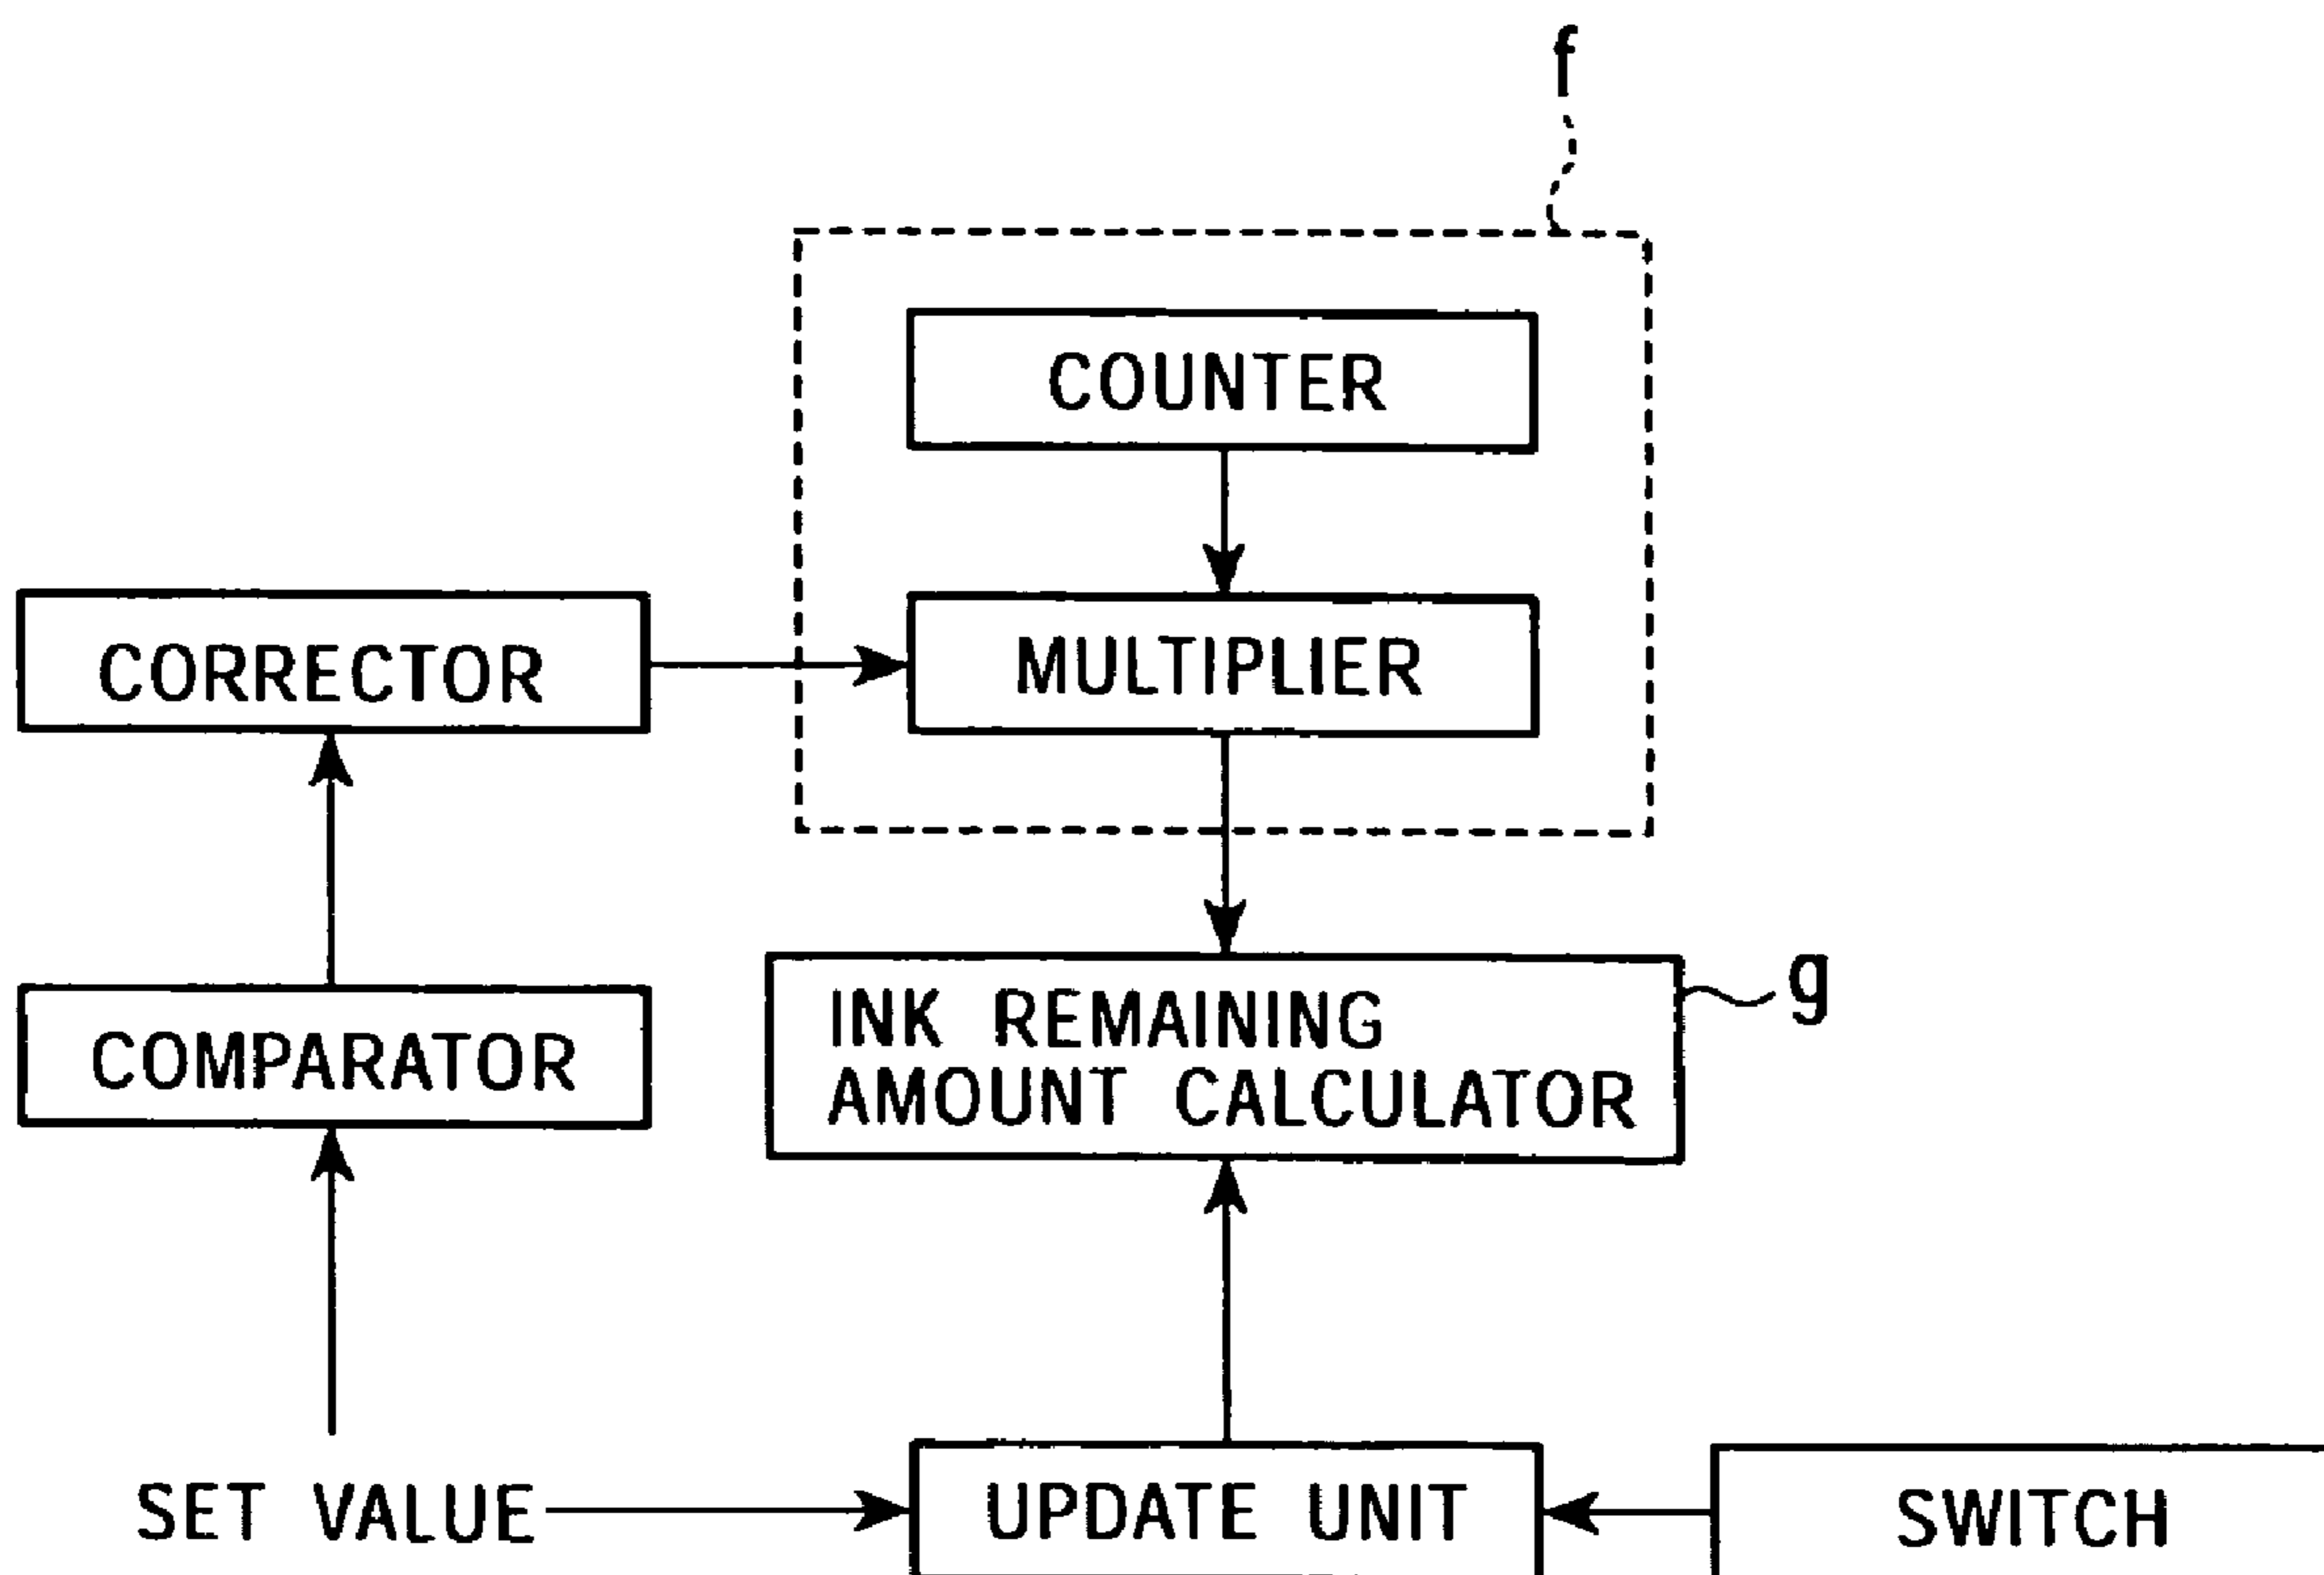 f
COUNTER
CORRECTOR
MULTIPLIER
COMPARATOR
INK REMAINING
AMOUNT CALCULATOR
g
SET VALUE
UPDATE UNIT
SWITCH